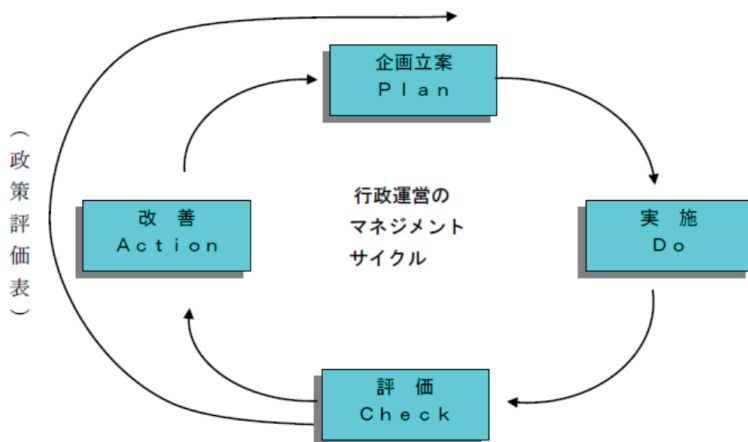 企画立案
Ｐｌａｎ
（政策評価表）
行政運営の
マネジメント
サイクル
改　善
Ａｃｔｉｏｎ
実　施
Ｄｏ
評　価
Ｃｈｅｃｋ